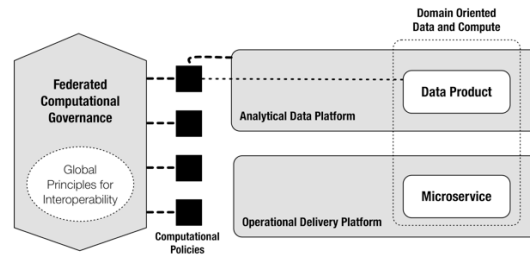 Domain Oriented
Data and Compute
Federated
Computational
Governance
Data Product
Analytical Data Platform
Global
Principles for
Interoperability
Microservice
Operational Delivery Platform
Computational
Policies